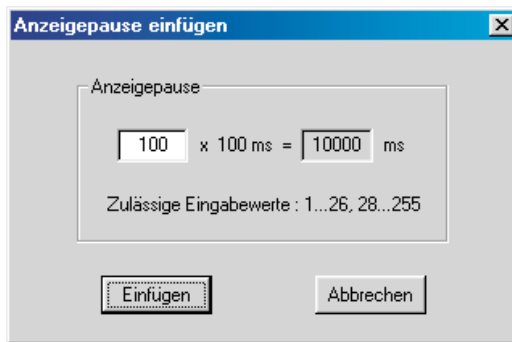 Anzeigepause einfügen
Anzeigepause
100 x 100 ms = 10000 ms
Zulässige Eingabewerte : 1...26, 28...255
Einfügen Abbrechen